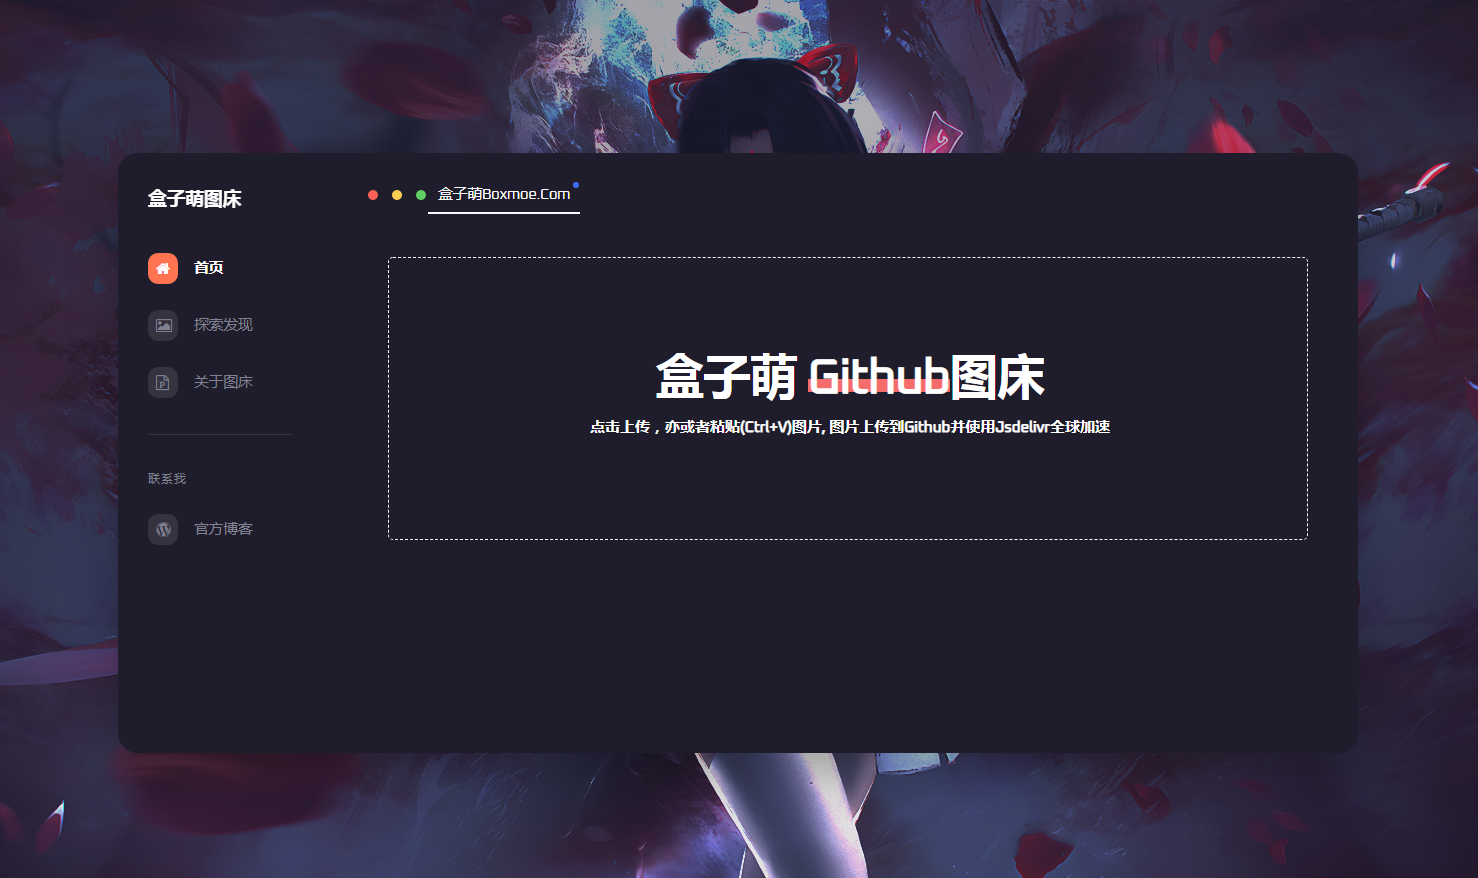 盒子萌图床
盒子萌Boxmoe.Com
首页
探索发现
关于图床
联系我
官方博客
盒子萌 Github图床
点击上传，亦或者粘贴(Ctrl+V)图片, 图片上传到Github并使用Jsdelivr全球加速